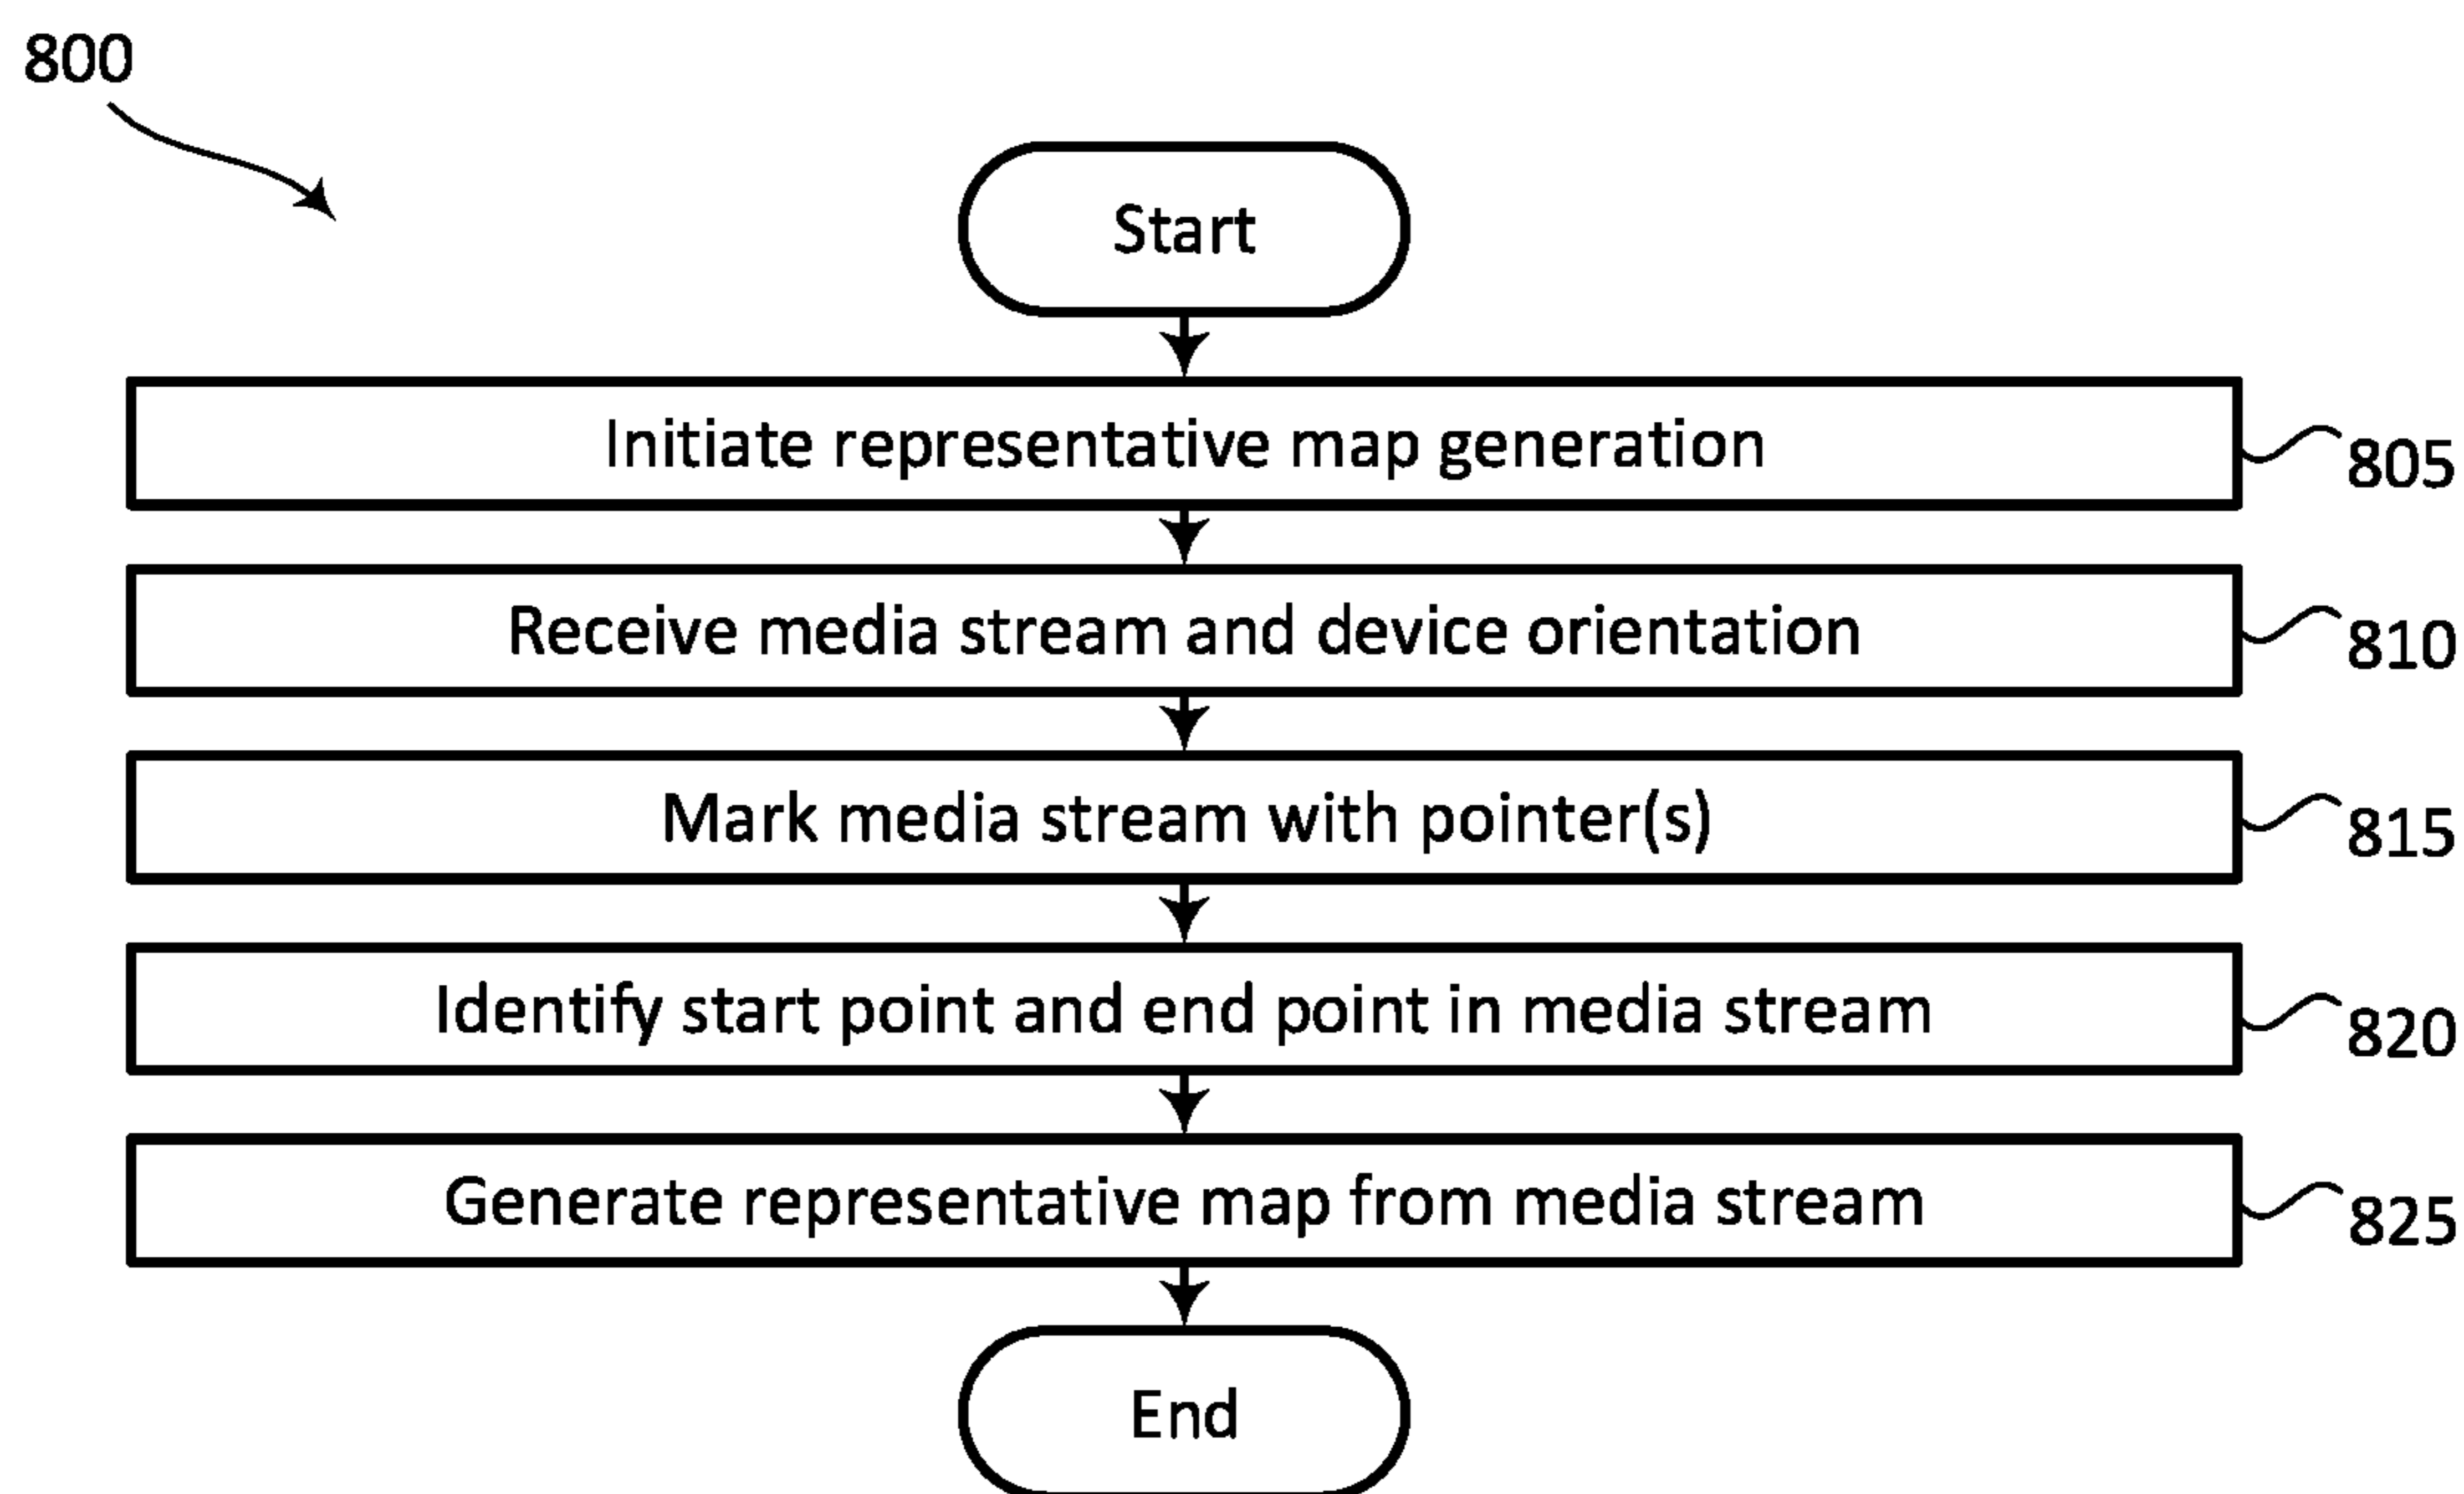 800
Start
Initiate representative map generation
805
Receive media stream and device orientation
810
Mark media stream with pointer(s)
815
Identify start point and end point in media stream
820
Generate representative map from media stream
825
End